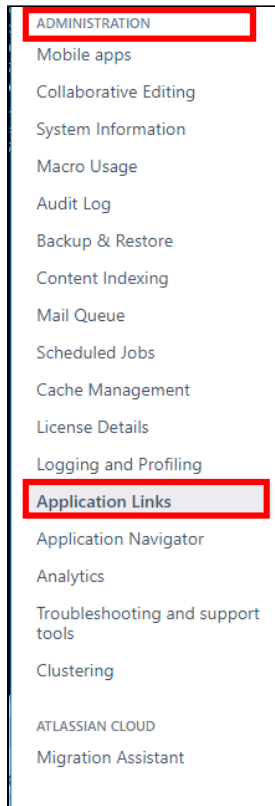 ADMINISTRATION
Mobile apps
Collaborative Editing
System Information
Macro Usage
Audit Log
Backup & Restore
Content Indexing
Mail Queue
Scheduled Jobs
Cache Management
License Details
Logging and Profiling
Application Links
Application Navigator
Analytics
Troubleshooting and support
tools
Clustering
ATLASSIAN CLOUD
Migration Assistant